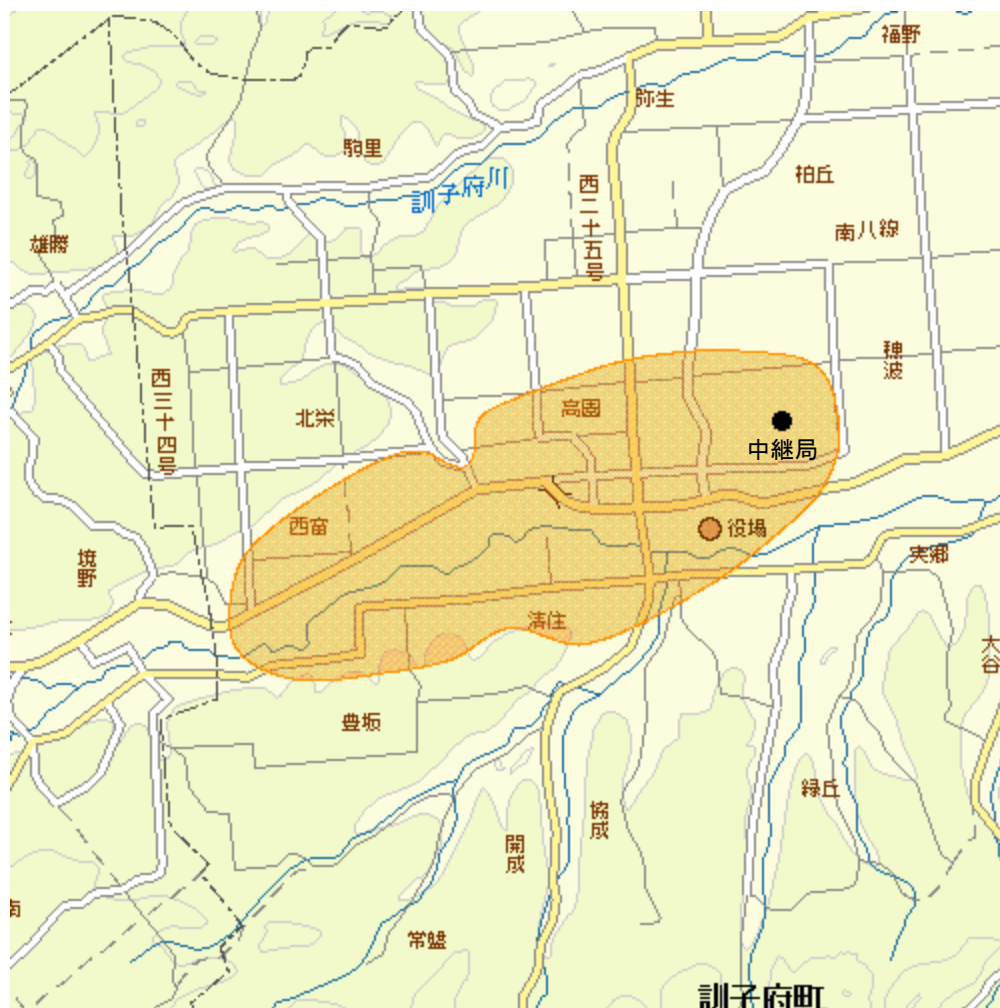 福野
弥生
駒里
訓子府川
西二十五号
柏丘
南八線
雄勝
穂波
西三十四号
北栄
高園
中継局
西富
役場
境野
実郷
清住
大谷
豊坂
緑丘
協成
開成
南
常盤
訓子府町